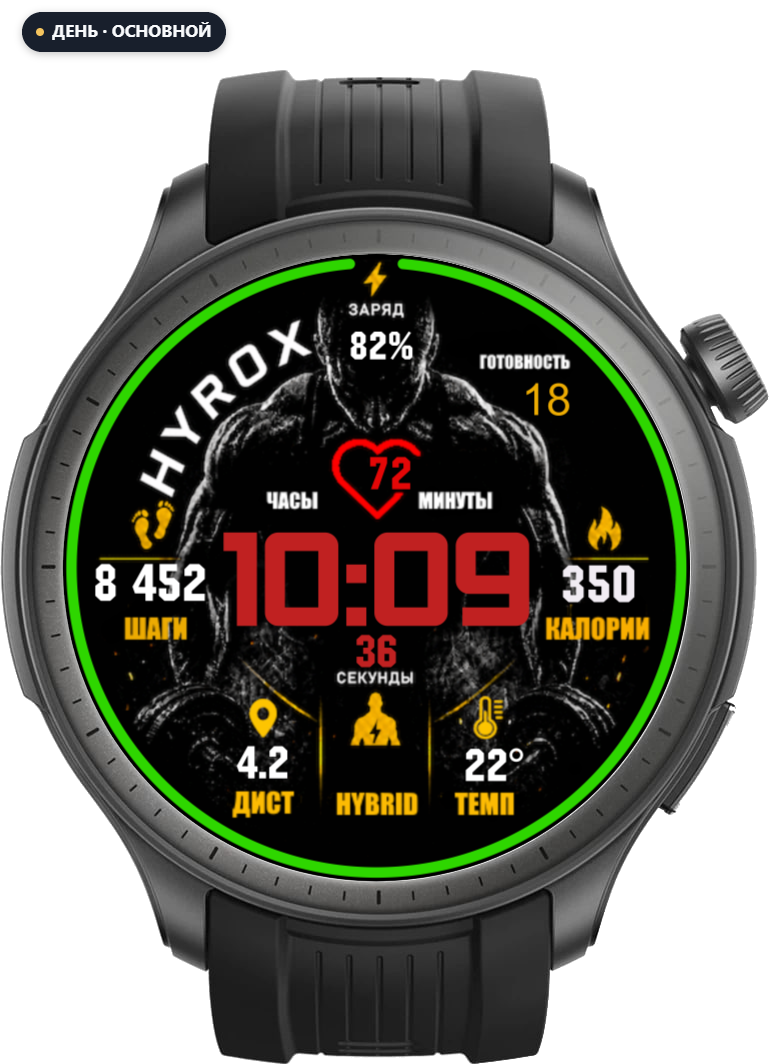 ДЕНЬ · ОСНОВНОЙ
ЗАРЯД
82%
HYROX
ГОТОВНОСТЬ
18
72
ЧАСЫ
МИНУТЫ
10:09
8 452
ШАГИ
350
КАЛОРИИ
36
СЕКУНДЫ
4.2
ДИСТ
HYBRID
22°
ТЕМП